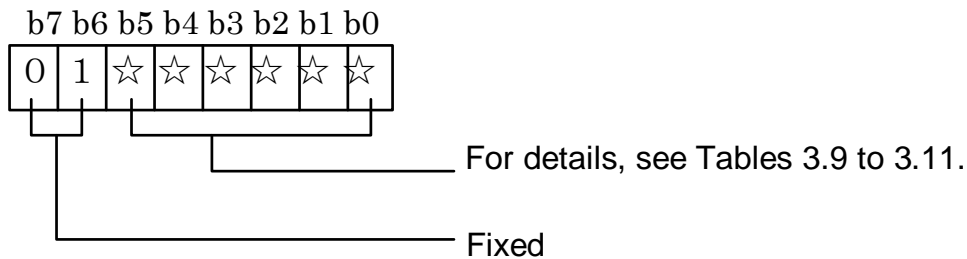 b7 b6 b5 b4 b3 b2 b1 b0
0 1 ☆ ☆ ☆ ☆ ☆ ☆
For details, see Tables 3.9 to 3.11.
Fixed